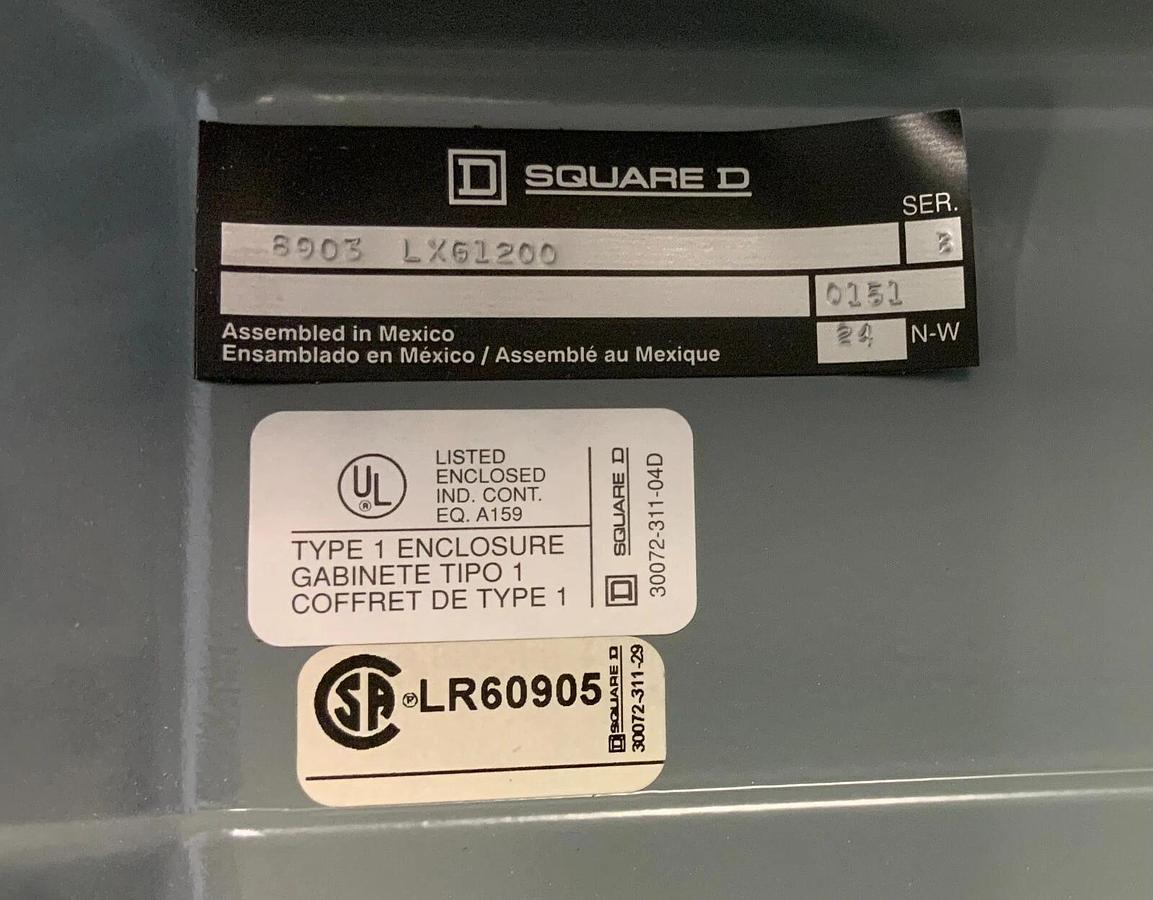 D SQUARE D
SER.
8903 LXG1200
B
0151
24 N-W
Assembled in Mexico
Ensamblado en México / Assemblé au Mexique
UL ®
LISTED
ENCLOSED
IND. CONT.
EQ. A159
TYPE 1 ENCLOSURE
GABINETE TIPO 1
COFFRET DE TYPE 1
D SQUARE D
30072-311-04D
CSA ® LR60905
D SQUARE D
30072-311-29